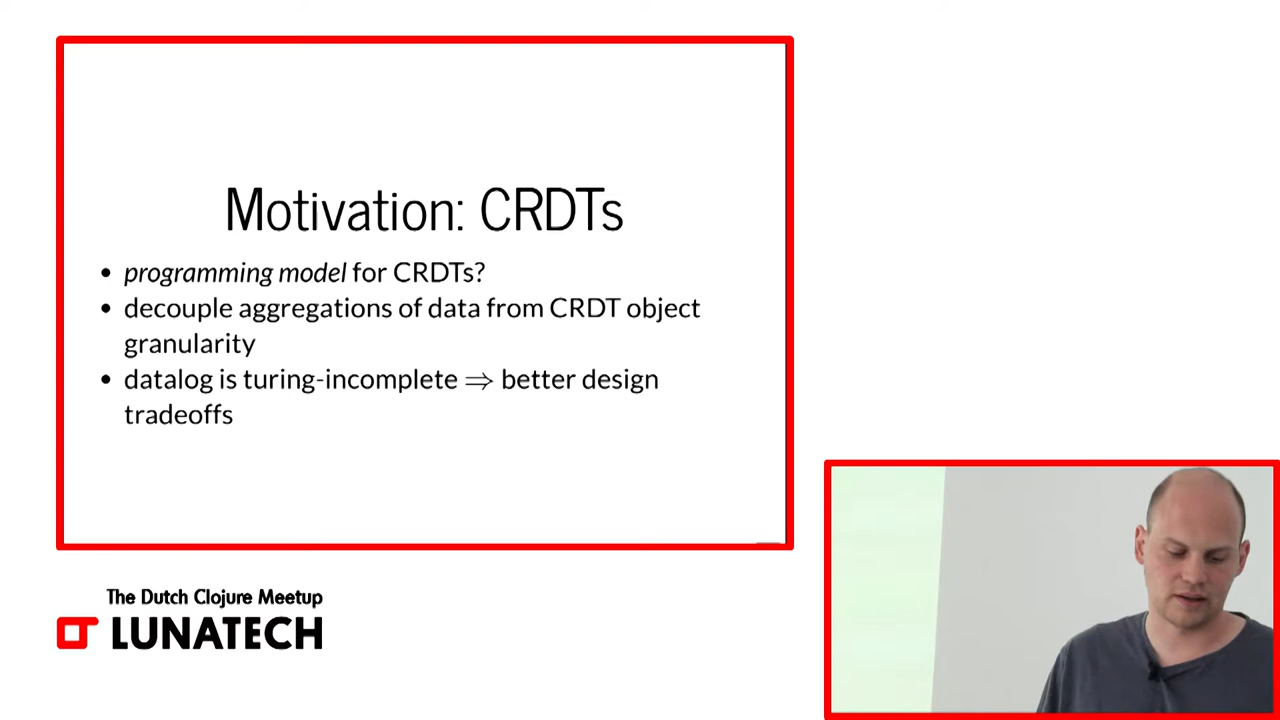 Motivation: CRDTs
• programming model for CRDTs?
• decouple aggregations of data from CRDT object
granularity
• datalog is turing-incomplete ⇒ better design
tradeoffs
The Dutch Clojure Meetup
LUNATECH